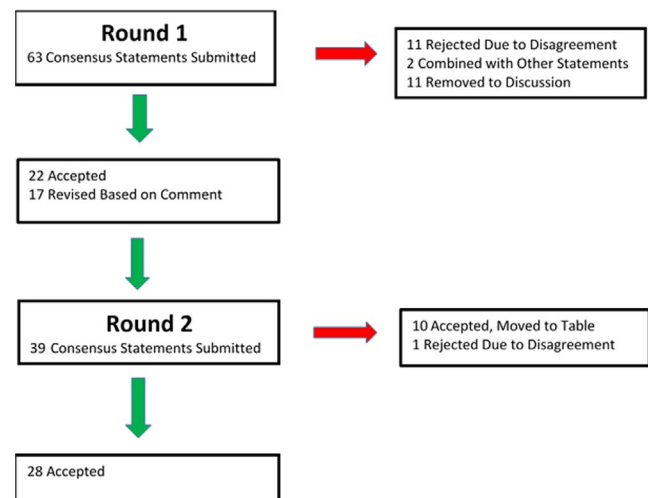 Round 1
63 Consensus Statements Submitted
11 Rejected Due to Disagreement
2 Combined with Other Statements
11 Removed to Discussion
22 Accepted
17 Revised Based on Comment
Round 2
39 Consensus Statements Submitted
10 Accepted, Moved to Table
1 Rejected Due to Disagreement
28 Accepted